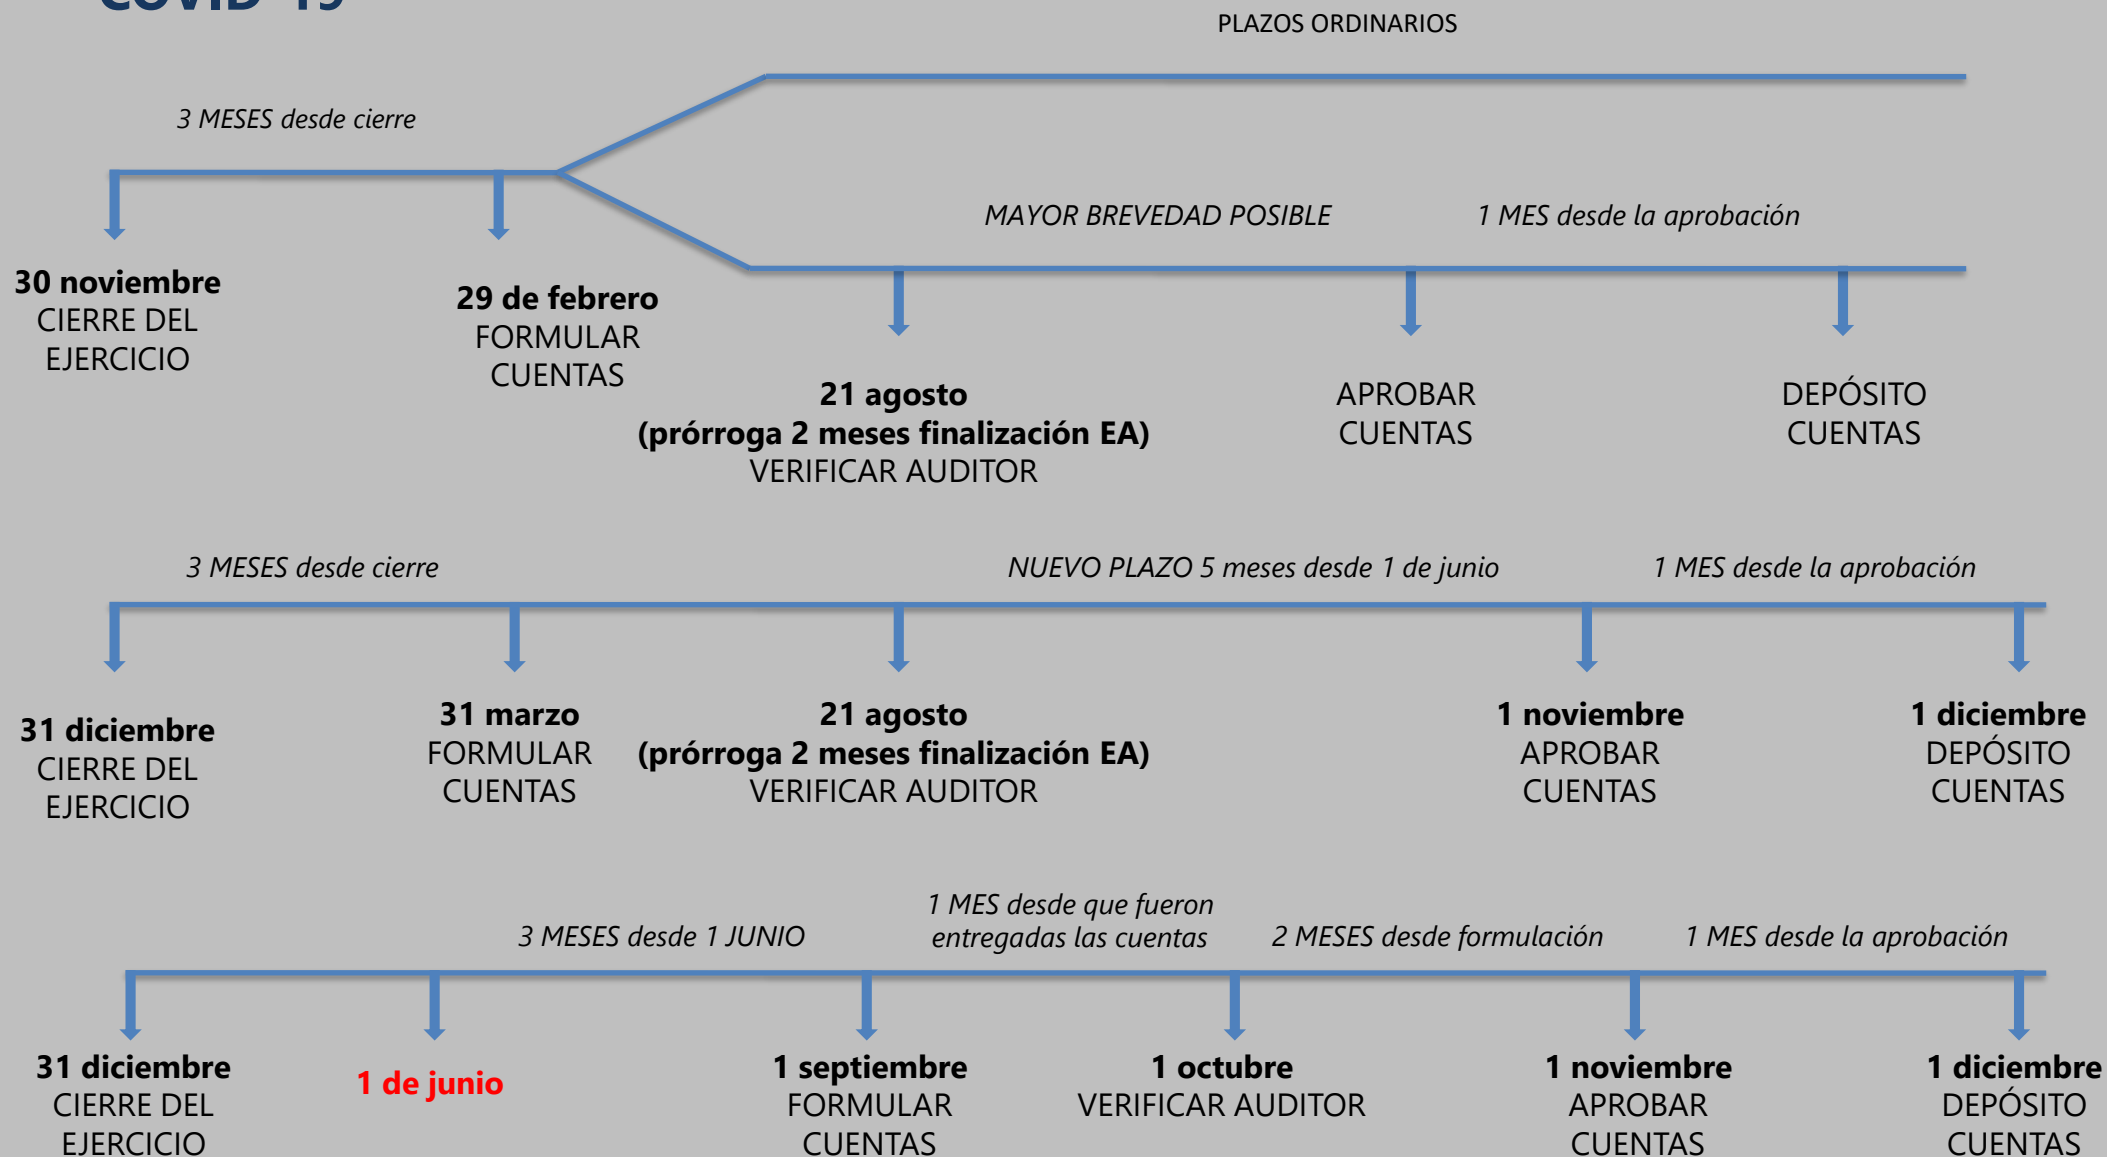 COVID-19
PLAZOS ORDINARIOS
3 MESES desde cierre
MAYOR BREVEDAD POSIBLE
1 MES desde la aprobación
30 noviembre
CIERRE DEL
EJERCICIO
29 de febrero
FORMULAR
CUENTAS
21 agosto
(prórroga 2 meses finalización EA)
VERIFICAR AUDITOR
APROBAR
CUENTAS
DEPÓSITO
CUENTAS
3 MESES desde cierre
NUEVO PLAZO 5 meses desde 1 de junio
1 MES desde la aprobación
31 diciembre
CIERRE DEL
EJERCICIO
31 marzo
FORMULAR
CUENTAS
21 agosto
(prórroga 2 meses finalización EA)
VERIFICAR AUDITOR
1 noviembre
APROBAR
CUENTAS
1 diciembre
DEPÓSITO
CUENTAS
3 MESES desde 1 JUNIO
1 MES desde que fueron
entregadas las cuentas
2 MESES desde formulación
1 MES desde la aprobación
31 diciembre
CIERRE DEL
EJERCICIO
1 de junio
1 septiembre
FORMULAR
CUENTAS
1 octubre
VERIFICAR AUDITOR
1 noviembre
APROBAR
CUENTAS
1 diciembre
DEPÓSITO
CUENTAS